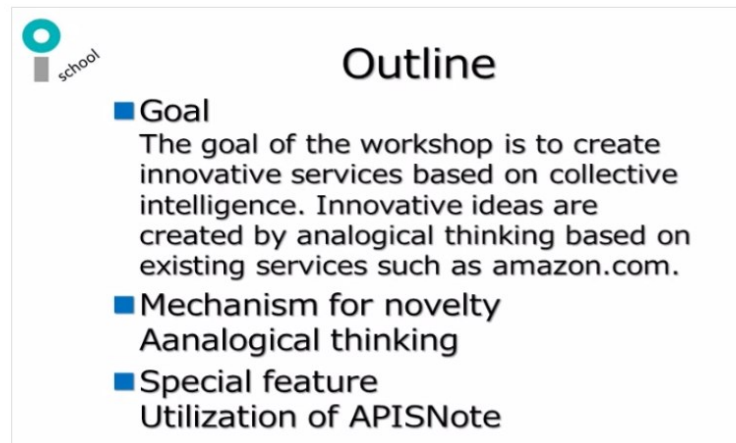 school
Outline
Goal
The goal of the workshop is to create
innovative services based on collective
intelligence. Innovative ideas are
created by analogical thinking based on
existing services such as amazon.com.
Mechanism for novelty
Aanalogical thinking
Special feature
Utilization of APISNote